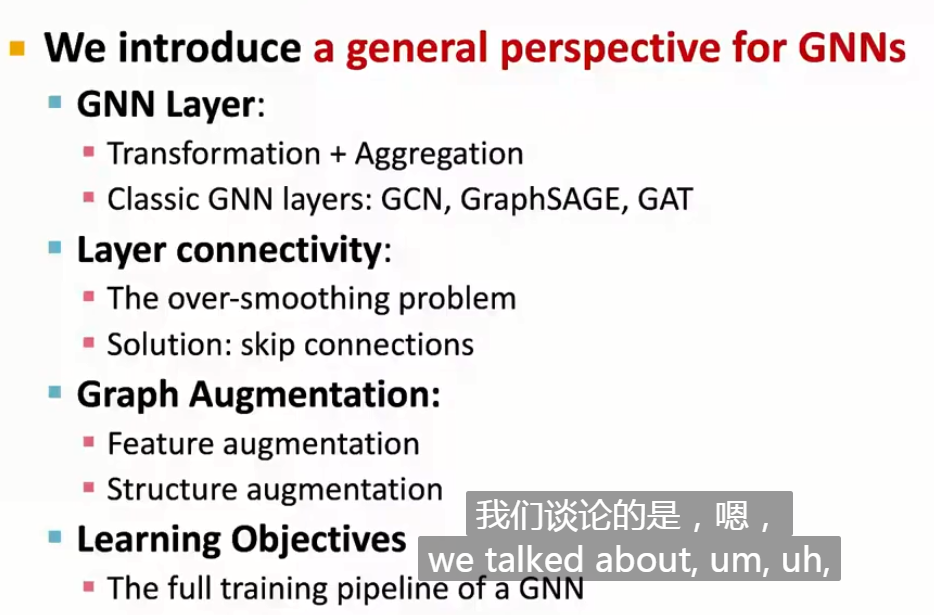 We introduce a general perspective for GNNs
GNN Layer:
Transformation + Aggregation
Classic GNN layers: GCN, GraphSAGE, GAT
Layer connectivity:
The over-smoothing problem
Solution: skip connections
Graph Augmentation:
Feature augmentation
Structure augmentation
Learning Objectives
The full training pipeline of a GNN
我们谈论的是，嗯，
we talked about, um, uh,